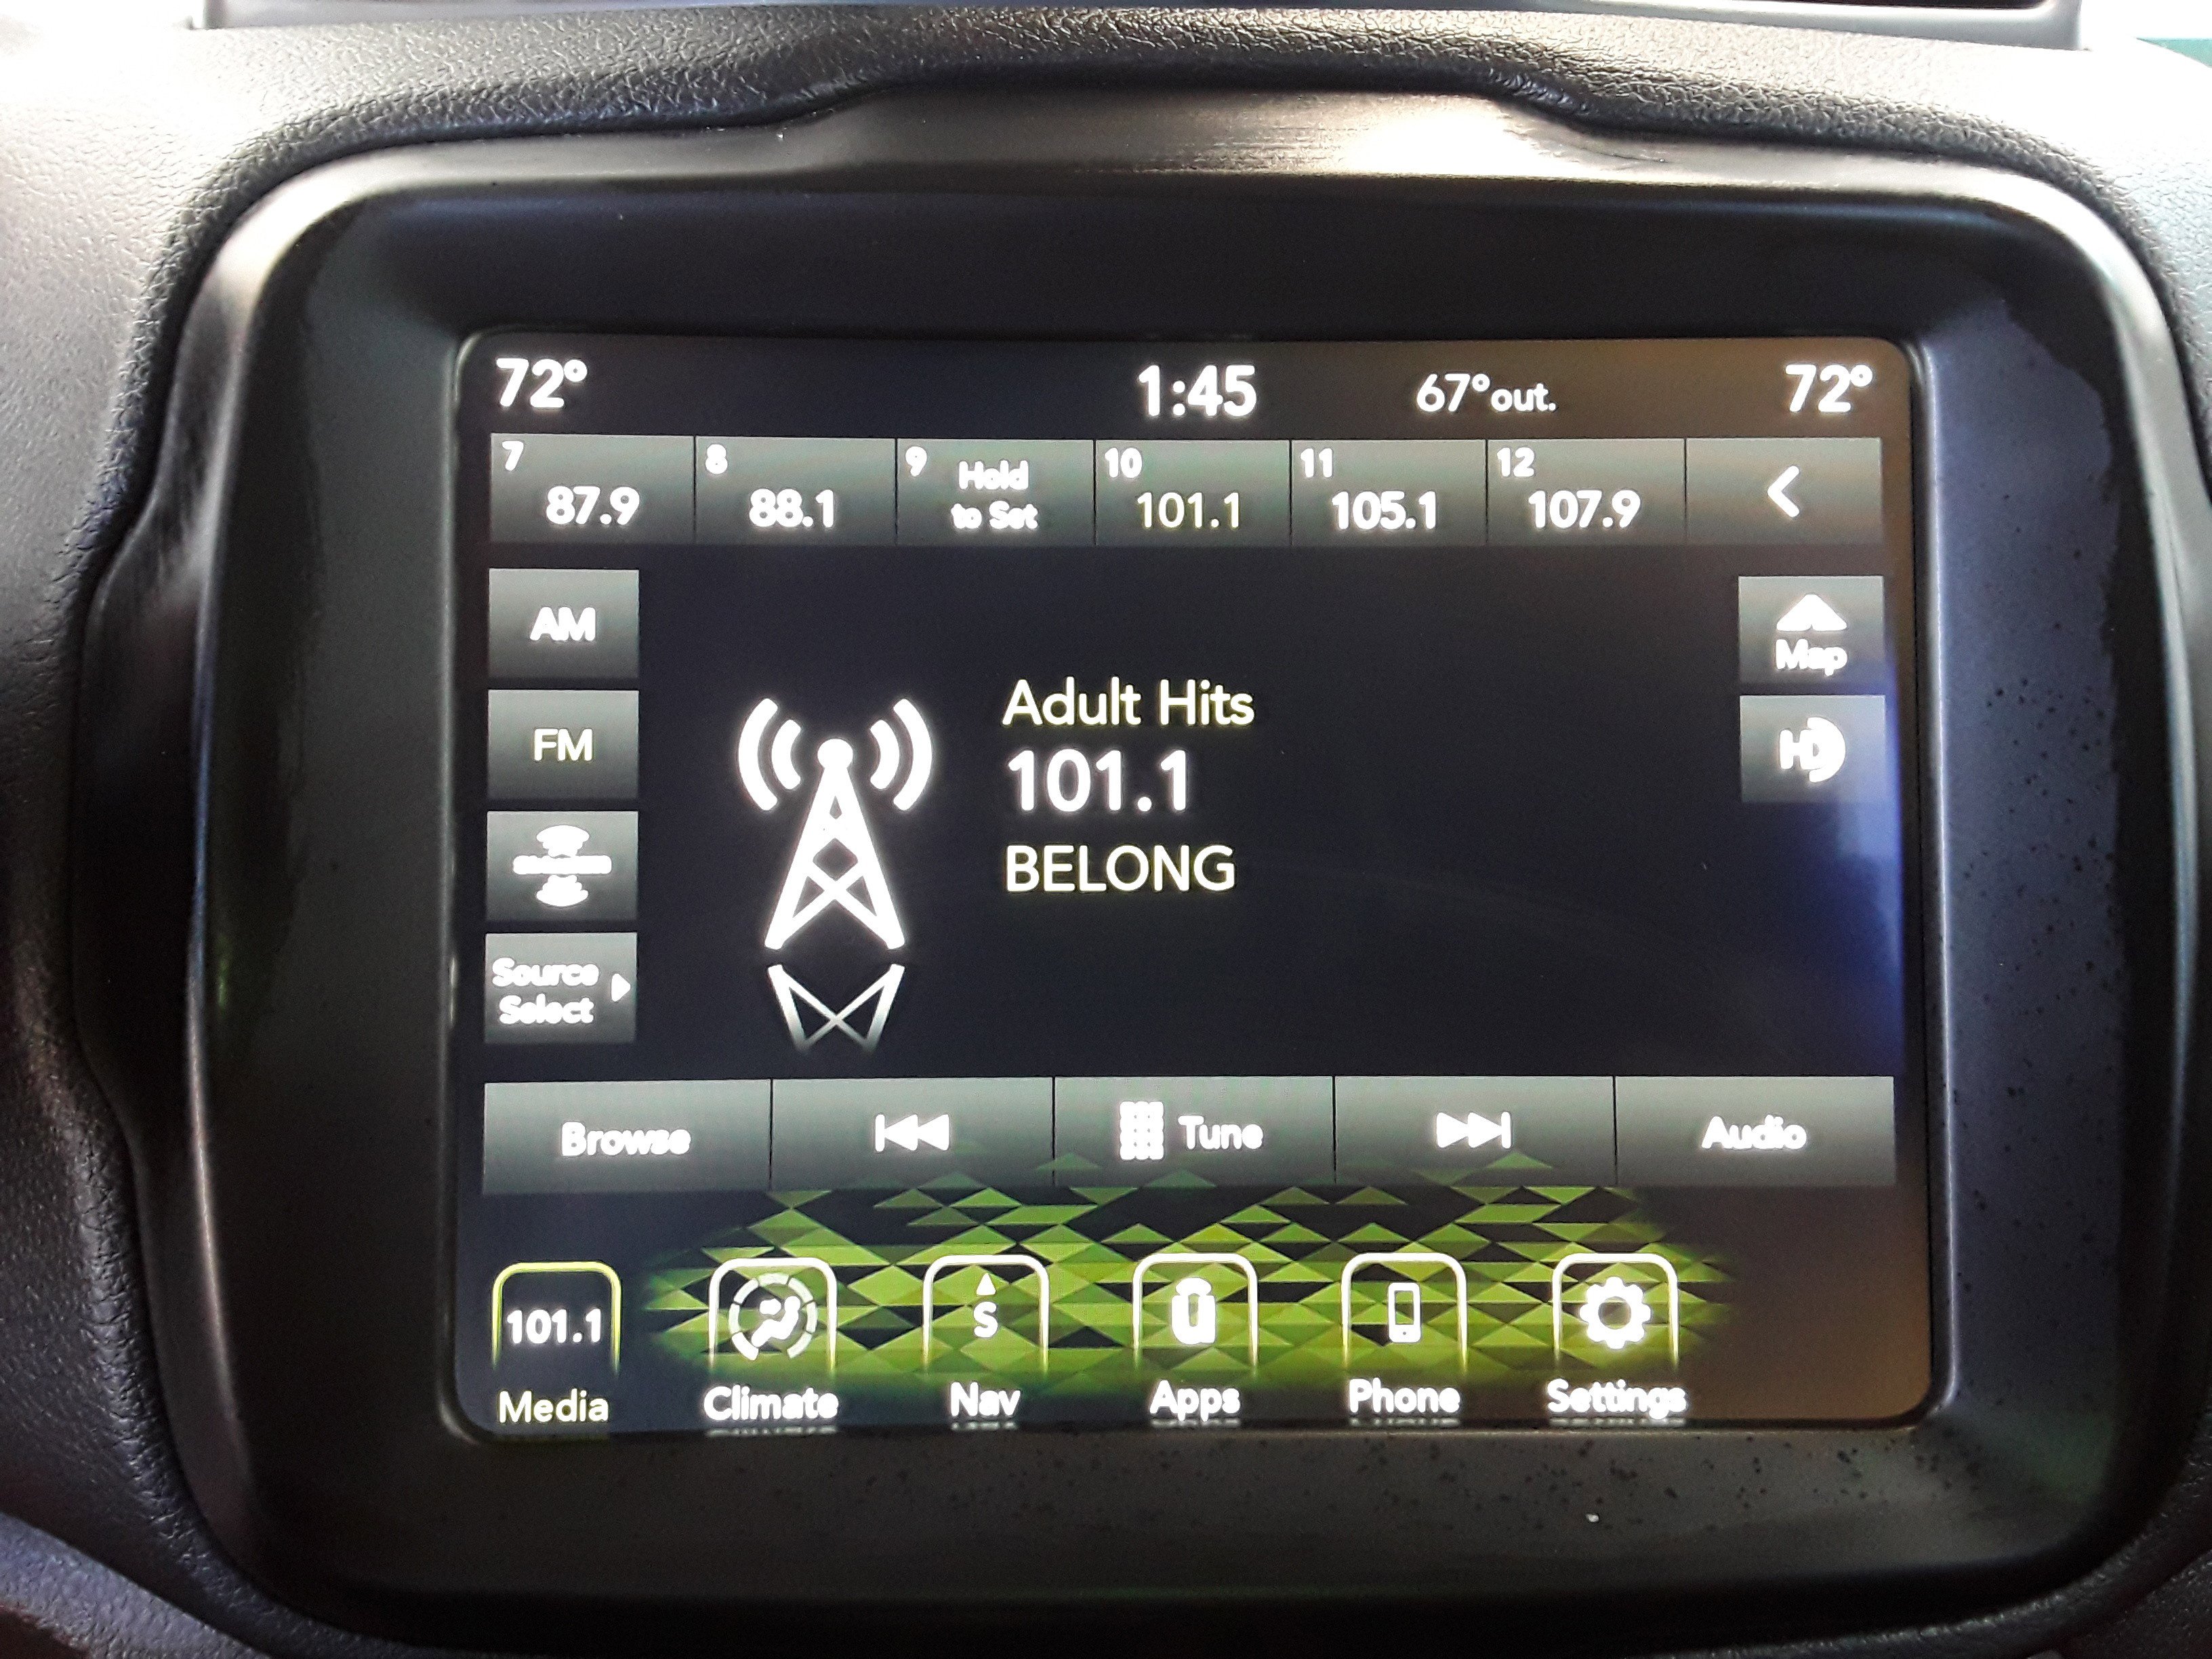 72° 1:45 67° out. 72°
7 87.9
8 88.1
9 Hold
to Set
10 101.1
11 105.1
12 107.9
AM
FM
Source
Select
Adult Hits
101.1
BELONG
Map
HD
Browse
Tune
Audio
101.1
S
Media
Climate
Nav
Apps
Phone
Settings